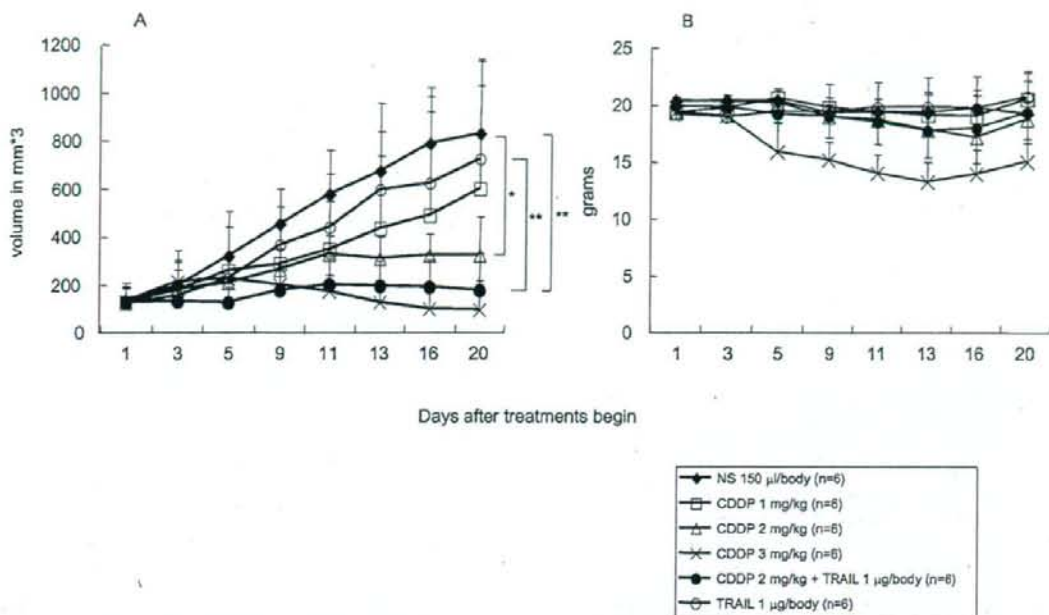 A
B
1200
1000
800
600
400
200
0
volume in mm*3
1 3 5 9 11 13 16 20
*
**
**
25
20
15
10
5
0
grams
1 3 5 9 11 13 16 20
Days after treatments begin
NS 150 µl/body (n=6)
CDDP 1 mg/kg (n=6)
CDDP 2 mg/kg (n=6)
CDDP 3 mg/kg (n=6)
CDDP 2 mg/kg + TRAIL 1 µg/body (n=6)
TRAIL 1 µg/body (n=6)